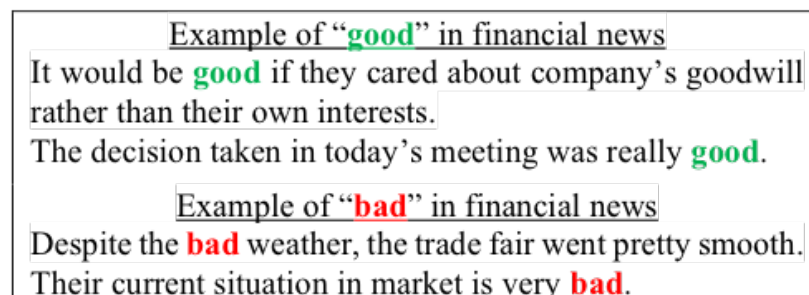 Example of “good” in financial news
It would be good if they cared about company’s goodwill
rather than their own interests.
The decision taken in today’s meeting was really good.
Example of “bad” in financial news
Despite the bad weather, the trade fair went pretty smooth.
Their current situation in market is very bad.